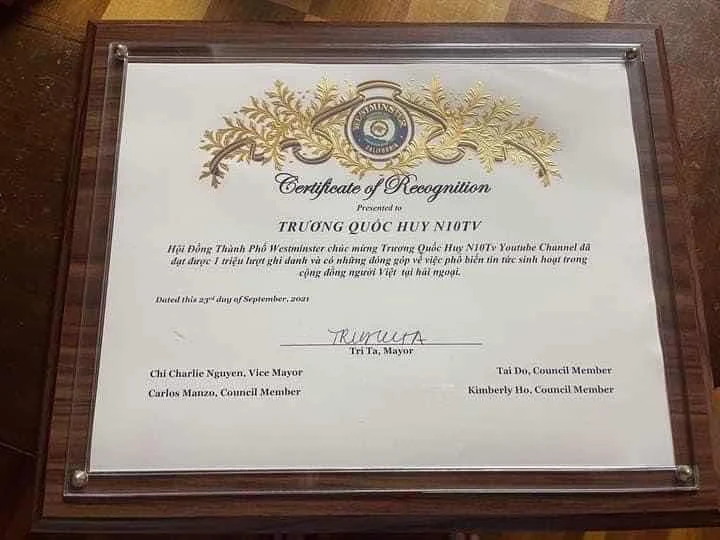 WESTMINSTER
CALIFORNIA
Certificate of Recognition
Presented to
TRƯƠNG QUỐC HUY N10TV
Hội Đồng Thành Phố Westminster chúc mừng Trương Quốc Huy N10Tv Youtube Channel đã
đạt được 1 triệu lượt ghi danh và có những đóng góp về việc phổ biến tin tức sinh hoạt trong
cộng đồng người Việt tại hải ngoại.
Dated this 23rd day of September, 2021
Tri Ta, Mayor
Chi Charlie Nguyen, Vice Mayor
Tai Do, Council Member
Carlos Manzo, Council Member
Kimberly Ho, Council Member